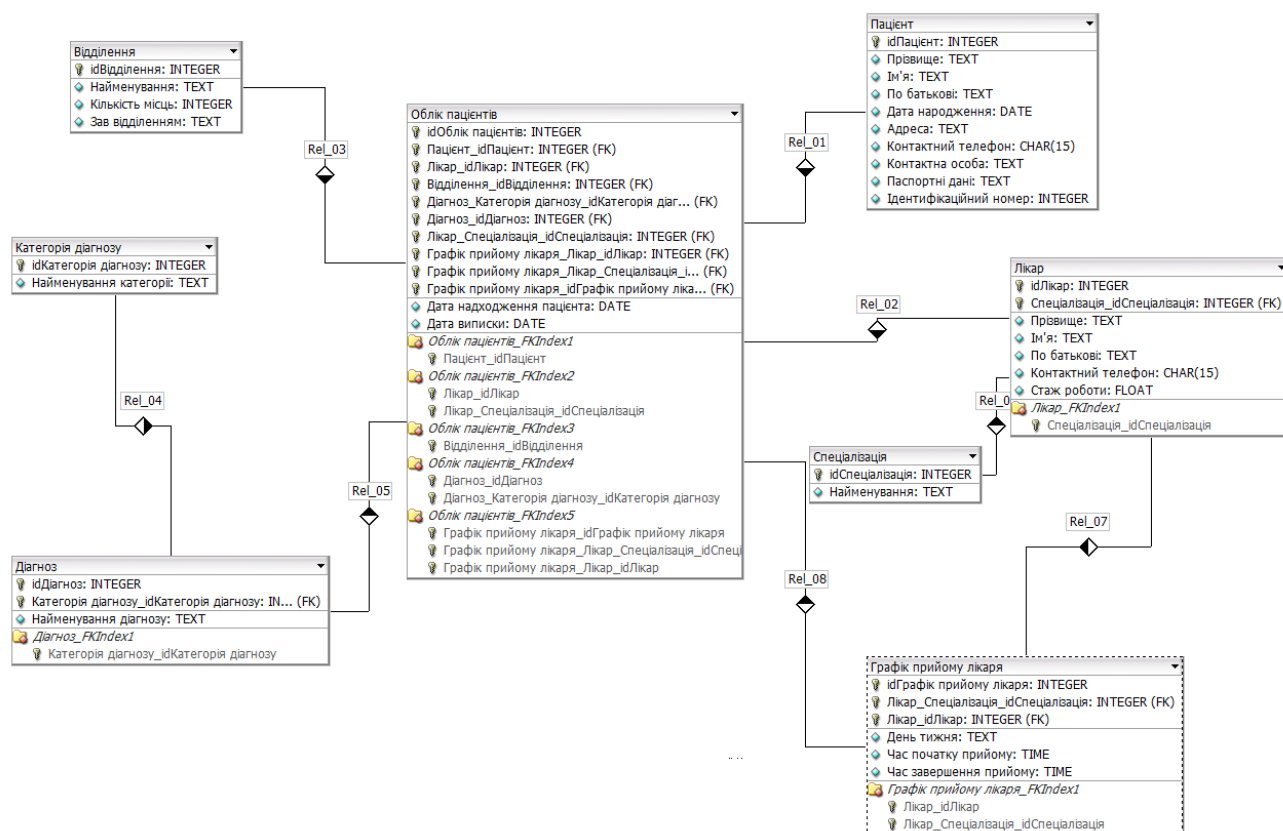 Відділення
idВідділення: INTEGER
Найменування: TEXT
Кількість місць: INTEGER
Зав відділенням: TEXT
Rel_03
Облік пацієнтів
idОблік пацієнтів: INTEGER
Пацієнт_idПацієнт: INTEGER (FK)
Лікар_idЛікар: INTEGER (FK)
Відділення_idВідділення: INTEGER (FK)
Діагноз_Категорія діагнозу_idКатегорія діаг... (FK)
Діагноз_idДіагноз: INTEGER (FK)
Лікар_Спеціалізація_idСпеціалізація: INTEGER (FK)
Графік прийому лікаря_Лікар_idЛікар: INTEGER (FK)
Графік прийому лікаря_Лікар_Спеціалізація_і... (FK)
Графік прийому лікаря_idГрафік прийому ліка... (FK)
Дата надходження пацієнта: DATE
Дата виписки: DATE
Облік пацієнтів_FKIndex1
Пацієнт_idПацієнт
Облік пацієнтів_FKIndex2
Лікар_idЛікар
Лікар_Спеціалізація_idСпеціалізація
Облік пацієнтів_FKIndex3
Відділення_idВідділення
Облік пацієнтів_FKIndex4
Діагноз_idДіагноз
Діагноз_Категорія діагнозу_idКатегорія діагнозу
Облік пацієнтів_FKIndex5
Графік прийому лікаря_idГрафік прийому лікаря
Графік прийому лікаря_Лікар_Спеціалізація_idСпеці
Графік прийому лікаря_Лікар_idЛікар
Rel_01
Пацієнт
idПацієнт: INTEGER
Прізвище: TEXT
Ім'я: TEXT
По батькові: TEXT
Дата народження: DATE
Адреса: TEXT
Контактний телефон: CHAR(15)
Контактна особа: TEXT
Паспортні дані: TEXT
Ідентифікаційний номер: INTEGER
Категорія діагнозу
idКатегорія діагнозу: INTEGER
Найменування категорії: TEXT
Rel_04
Rel_05
Діагноз
idДіагноз: INTEGER
Категорія діагнозу_idКатегорія діагнозу: IN... (FK)
Найменування діагнозу: TEXT
Діагноз_FKIndex1
Категорія діагнозу_idКатегорія діагнозу
Rel_02
Лікар
idЛікар: INTEGER
Спеціалізація_idСпеціалізація: INTEGER (FK)
Прізвище: TEXT
Ім'я: TEXT
По батькові: TEXT
Контактний телефон: CHAR(15)
Стаж роботи: FLOAT
Лікар_FKIndex1
Спеціалізація_idСпеціалізація
Rel_0
Спеціалізація
idСпеціалізація: INTEGER
Найменування: TEXT
Rel_07
Rel_08
Графік прийому лікаря
idГрафік прийому лікаря: INTEGER
Лікар_Спеціалізація_idСпеціалізація: INTEGER (FK)
Лікар_idЛікар: INTEGER (FK)
День тижня: TEXT
Час початку прийому: TIME
Час завершення прийому: TIME
Графік прийому лікаря_FKIndex1
Лікар_idЛікар
Лікар_Спеціалізація_idСпеціалізація